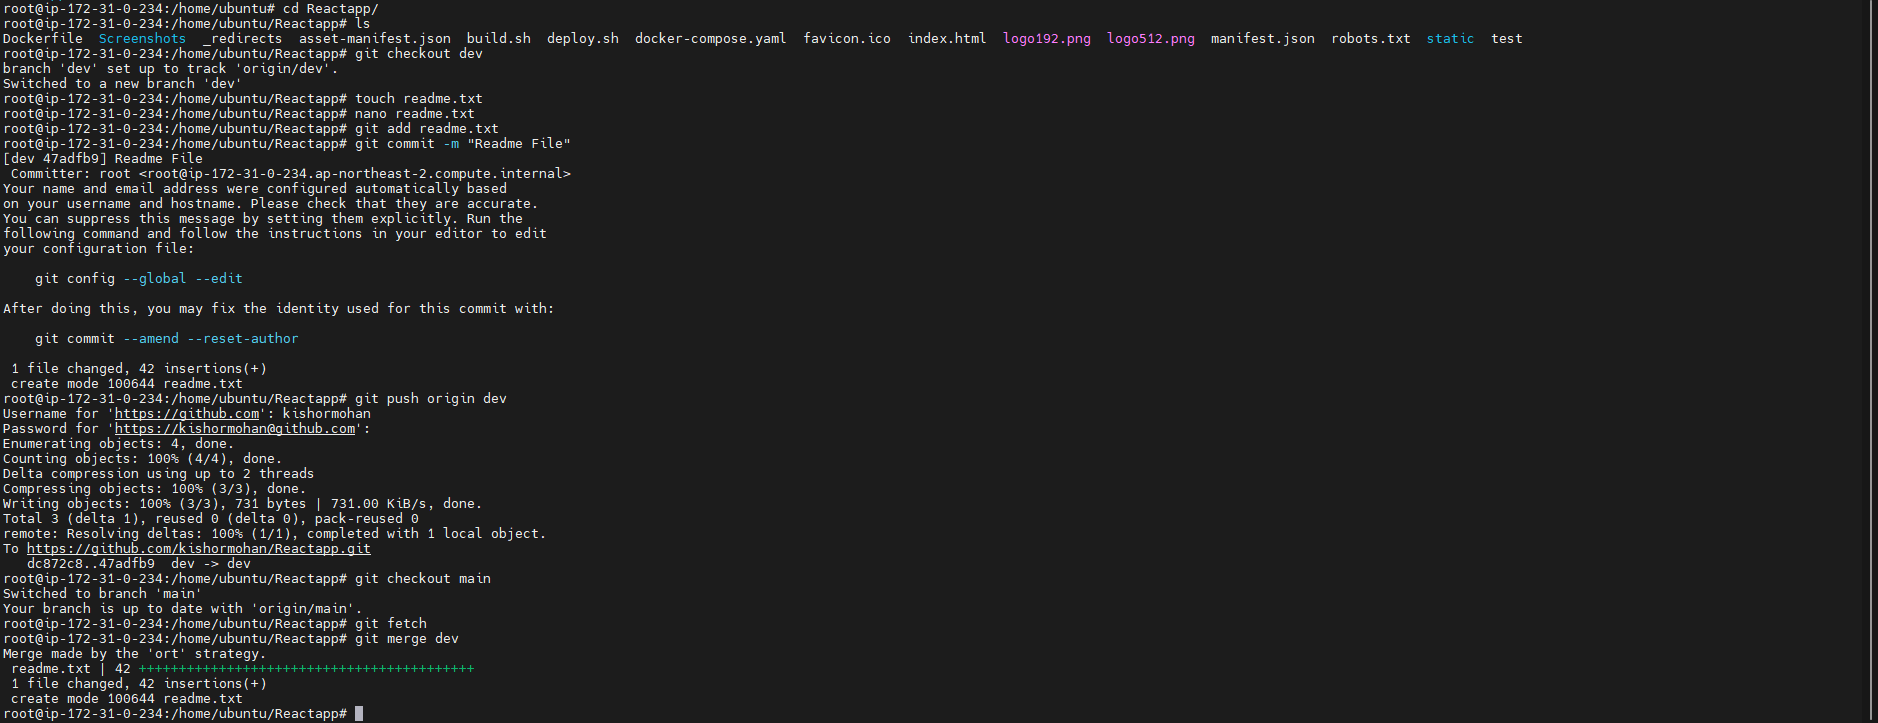 root@ip-172-31-0-234:/home/ubuntu# cd Reactapp/
root@ip-172-31-0-234:/home/ubuntu/Reactapp# ls
Dockerfile  Screenshots  _redirects  asset-manifest.json  build.sh  deploy.sh  docker-compose.yaml  favicon.ico  index.html  logo192.png  logo512.png  manifest.json  robots.txt  static  test
root@ip-172-31-0-234:/home/ubuntu/Reactapp# git checkout dev
branch 'dev' set up to track 'origin/dev'.
Switched to a new branch 'dev'
root@ip-172-31-0-234:/home/ubuntu/Reactapp# touch readme.txt
root@ip-172-31-0-234:/home/ubuntu/Reactapp# nano readme.txt
root@ip-172-31-0-234:/home/ubuntu/Reactapp# git add readme.txt
root@ip-172-31-0-234:/home/ubuntu/Reactapp# git commit -m "Readme File"
[dev 47adfb9] Readme File
 Committer: root <root@ip-172-31-0-234.ap-northeast-2.compute.internal>
Your name and email address were configured automatically based
on your username and hostname. Please check that they are accurate.
You can suppress this message by setting them explicitly. Run the
following command and follow the instructions in your editor to edit
your configuration file:

    git config --global --edit

After doing this, you may fix the identity used for this commit with:

    git commit --amend --reset-author

 1 file changed, 42 insertions(+)
 create mode 100644 readme.txt
root@ip-172-31-0-234:/home/ubuntu/Reactapp# git push origin dev
Username for 'https://github.com': kishormohan
Password for 'https://kishormohan@github.com':
Enumerating objects: 4, done.
Counting objects: 100% (4/4), done.
Delta compression using up to 2 threads
Compressing objects: 100% (3/3), done.
Writing objects: 100% (3/3), 731 bytes | 731.00 KiB/s, done.
Total 3 (delta 1), reused 0 (delta 0), pack-reused 0
remote: Resolving deltas: 100% (1/1), completed with 1 local object.
To https://github.com/kishormohan/Reactapp.git
   dc872c8..47adfb9  dev -> dev
root@ip-172-31-0-234:/home/ubuntu/Reactapp# git checkout main
Switched to branch 'main'
Your branch is up to date with 'origin/main'.
root@ip-172-31-0-234:/home/ubuntu/Reactapp# git fetch
root@ip-172-31-0-234:/home/ubuntu/Reactapp# git merge dev
Merge made by the 'ort' strategy.
 readme.txt | 42 ++++++++++++++++++++++++++++++++++++++++++
 1 file changed, 42 insertions(+)
 create mode 100644 readme.txt
root@ip-172-31-0-234:/home/ubuntu/Reactapp#